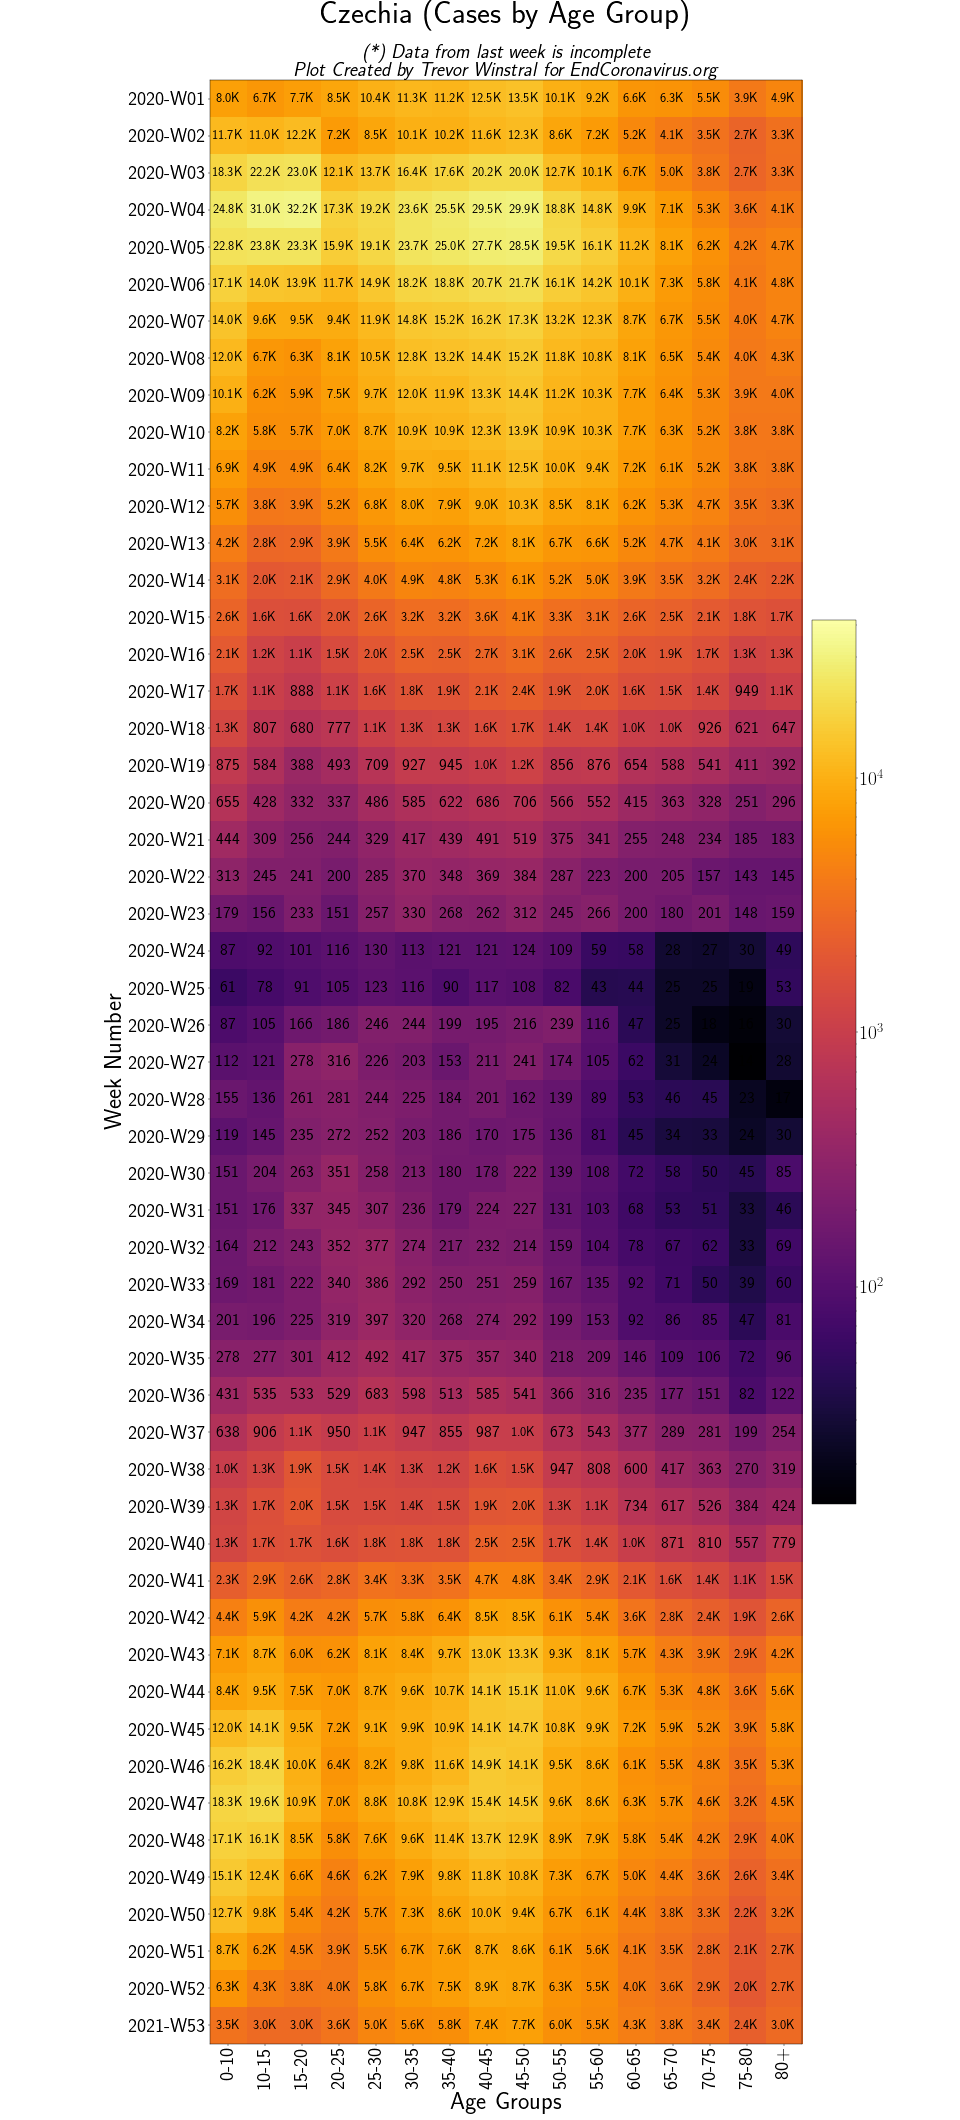 Czechia (Cases by Age Group)
(*) Data from last week is incomplete
Plot Created by Trevor Winstral for EndCoronavirus.org
2020-W01 8.0K 6.7K 7.7K 8.5K 10.4K 11.3K 11.2K 12.5K 13.5K 10.1K 9.2K 6.6K 6.3K 5.5K 3.9K 4.9K
2020-W02 11.7K 11.0K 12.2K 7.2K 8.5K 10.1K 10.2K 11.6K 12.3K 8.6K 7.2K 5.2K 4.1K 3.5K 2.7K 3.3K
2020-W03 18.3K 22.2K 23.0K 12.1K 13.7K 16.4K 17.6K 20.2K 20.0K 12.7K 10.1K 6.7K 5.0K 3.8K 2.7K 3.3K
2020-W04 24.8K 31.0K 32.2K 17.3K 19.2K 23.6K 25.5K 29.5K 29.9K 18.8K 14.8K 9.9K 7.1K 5.3K 3.6K 4.1K
2020-W05 22.8K 23.8K 23.3K 15.9K 19.1K 23.7K 25.0K 27.7K 28.5K 19.5K 16.1K 11.2K 8.1K 6.2K 4.2K 4.7K
2020-W06 17.1K 14.0K 13.9K 11.7K 14.9K 18.2K 18.8K 20.7K 21.7K 16.1K 14.2K 10.1K 7.3K 5.8K 4.1K 4.8K
2020-W07 14.0K 9.6K 9.5K 9.4K 11.9K 14.8K 15.2K 16.2K 17.3K 13.2K 12.3K 8.7K 6.7K 5.5K 4.0K 4.7K
2020-W08 12.0K 6.7K 6.3K 8.1K 10.5K 12.8K 13.2K 14.4K 15.2K 11.8K 10.8K 8.1K 6.5K 5.4K 4.0K 4.3K
2020-W09 10.1K 6.2K 5.9K 7.5K 9.7K 12.0K 11.9K 13.3K 14.4K 11.2K 10.3K 7.7K 6.4K 5.3K 3.9K 4.0K
2020-W10 8.2K 5.8K 5.7K 7.0K 8.7K 10.9K 10.9K 12.3K 13.9K 10.9K 10.3K 7.7K 6.3K 5.2K 3.8K 3.8K
2020-W11 6.9K 4.9K 4.9K 6.4K 8.2K 9.7K 9.5K 11.1K 12.5K 10.0K 9.4K 7.2K 6.1K 5.2K 3.8K 3.8K
2020-W12 5.7K 3.8K 3.9K 5.2K 6.8K 8.0K 7.9K 9.0K 10.3K 8.5K 8.1K 6.2K 5.3K 4.7K 3.5K 3.3K
2020-W13 4.2K 2.8K 2.9K 3.9K 5.5K 6.4K 6.2K 7.2K 8.1K 6.7K 6.6K 5.2K 4.7K 4.1K 3.0K 3.1K
2020-W14 3.1K 2.0K 2.1K 2.9K 4.0K 4.9K 4.8K 5.3K 6.1K 5.2K 5.0K 3.9K 3.5K 3.2K 2.4K 2.2K
2020-W15 2.6K 1.6K 1.6K 2.0K 2.6K 3.2K 3.2K 3.6K 4.1K 3.3K 3.1K 2.6K 2.5K 2.1K 1.8K 1.7K
2020-W16 2.1K 1.2K 1.1K 1.5K 2.0K 2.5K 2.5K 2.7K 3.1K 2.6K 2.5K 2.0K 1.9K 1.7K 1.3K 1.3K
2020-W17 1.7K 1.1K 888 1.1K 1.6K 1.8K 1.9K 2.1K 2.4K 1.9K 2.0K 1.6K 1.5K 1.4K 949 1.1K
2020-W18 1.3K 807 680 777 1.1K 1.3K 1.3K 1.6K 1.7K 1.4K 1.4K 1.0K 1.0K 926 621 647
2020-W19 875 584 388 493 709 927 945 1.0K 1.2K 856 876 654 588 541 411 392
2020-W20 655 428 332 337 486 585 622 686 706 566 552 415 363 328 251 296
2020-W21 444 309 256 244 329 417 439 491 519 375 341 255 248 234 185 183
2020-W22 313 245 241 200 285 370 348 369 384 287 223 200 205 157 143 145
2020-W23 179 156 233 151 257 330 268 262 312 245 266 200 180 201 148 159
2020-W24 87 92 101 116 130 113 121 121 124 109 59 58 28 27 30 49
2020-W25 61 78 91 105 123 116 90 117 108 82 43 44 25 25 53
2020-W26 87 105 166 186 246 244 199 195 216 239 116 47 25 30
2020-W27 112 121 278 316 226 203 153 211 241 174 105 62 31 24 28
2020-W28 155 136 261 281 244 225 184 201 162 139 89 53 46 45 23
2020-W29 119 145 235 272 252 203 186 170 175 136 81 45 34 33 24 30
2020-W30 151 204 263 351 258 213 180 178 222 139 108 72 58 50 45 85
2020-W31 151 176 337 345 307 236 179 224 227 131 103 68 53 51 33 46
2020-W32 164 212 243 352 377 274 217 232 214 159 104 78 67 62 33 69
2020-W33 169 181 222 340 386 292 250 251 259 167 135 92 71 50 39 60
2020-W34 201 196 225 319 397 320 268 274 292 199 153 92 86 85 47 81
2020-W35 278 277 301 412 492 417 375 357 340 218 209 146 109 106 72 96
2020-W36 431 535 533 529 683 598 513 585 541 366 316 235 177 151 82 122
2020-W37 638 906 1.1K 950 1.1K 947 855 987 1.0K 673 543 377 289 281 199 254
2020-W38 1.0K 1.3K 1.9K 1.5K 1.4K 1.3K 1.2K 1.6K 1.5K 947 808 600 417 363 270 319
2020-W39 1.3K 1.7K 2.0K 1.5K 1.5K 1.4K 1.5K 1.9K 2.0K 1.3K 1.1K 734 617 526 384 424
2020-W40 1.3K 1.7K 1.7K 1.6K 1.8K 1.8K 1.8K 2.5K 2.5K 1.7K 1.4K 1.0K 871 810 557 779
2020-W41 2.3K 2.9K 2.6K 2.8K 3.4K 3.3K 3.5K 4.7K 4.8K 3.4K 2.9K 2.1K 1.6K 1.4K 1.1K 1.5K
2020-W42 4.4K 5.9K 4.2K 4.2K 5.7K 5.8K 6.4K 8.5K 8.5K 6.1K 5.4K 3.6K 2.8K 2.4K 1.9K 2.6K
2020-W43 7.1K 8.7K 6.0K 6.2K 8.1K 8.4K 9.7K 13.0K 13.3K 9.3K 8.1K 5.7K 4.3K 3.9K 2.9K 4.2K
2020-W44 8.4K 9.5K 7.5K 7.0K 8.7K 9.6K 10.7K 14.1K 15.1K 11.0K 9.6K 6.7K 5.3K 4.8K 3.6K 5.6K
2020-W45 12.0K 14.1K 9.5K 7.2K 9.1K 9.9K 10.9K 14.1K 14.7K 10.8K 9.9K 7.2K 5.9K 5.2K 3.9K 5.8K
2020-W46 16.2K 18.4K 10.0K 6.4K 8.2K 9.8K 11.6K 14.9K 14.1K 9.5K 8.6K 6.1K 5.5K 4.8K 3.5K 5.3K
2020-W47 18.3K 19.6K 10.9K 7.0K 8.8K 10.8K 12.9K 15.4K 14.5K 9.6K 8.6K 6.3K 5.7K 4.6K 3.2K 4.5K
2020-W48 17.1K 16.1K 8.5K 5.8K 7.6K 9.6K 11.4K 13.7K 12.9K 8.9K 7.9K 5.8K 5.4K 4.2K 2.9K 4.0K
2020-W49 15.1K 12.4K 6.6K 4.6K 6.2K 7.9K 9.8K 11.8K 10.8K 7.3K 6.7K 5.0K 4.4K 3.6K 2.6K 3.4K
2020-W50 12.7K 9.8K 5.4K 4.2K 5.7K 7.3K 8.6K 10.0K 9.4K 6.7K 6.1K 4.4K 3.8K 3.3K 2.2K 3.2K
2020-W51 8.7K 6.2K 4.5K 3.9K 5.5K 6.7K 7.6K 8.7K 8.6K 6.1K 5.6K 4.1K 3.5K 2.8K 2.1K 2.7K
2020-W52 6.3K 4.3K 3.8K 4.0K 5.8K 6.7K 7.5K 8.9K 8.7K 6.3K 5.5K 4.0K 3.6K 2.9K 2.0K 2.7K
2021-W53 3.5K 3.0K 3.0K 3.6K 5.0K 5.6K 5.8K 7.4K 7.7K 6.0K 5.5K 4.3K 3.8K 3.4K 2.4K 3.0K
0-10 10-15 15-20 20-25 25-30 30-35 35-40 40-45 45-50 50-55 55-60 60-65 65-70 70-75 75-80 80+
Age Groups
Week Number
10⁴
10³
10²